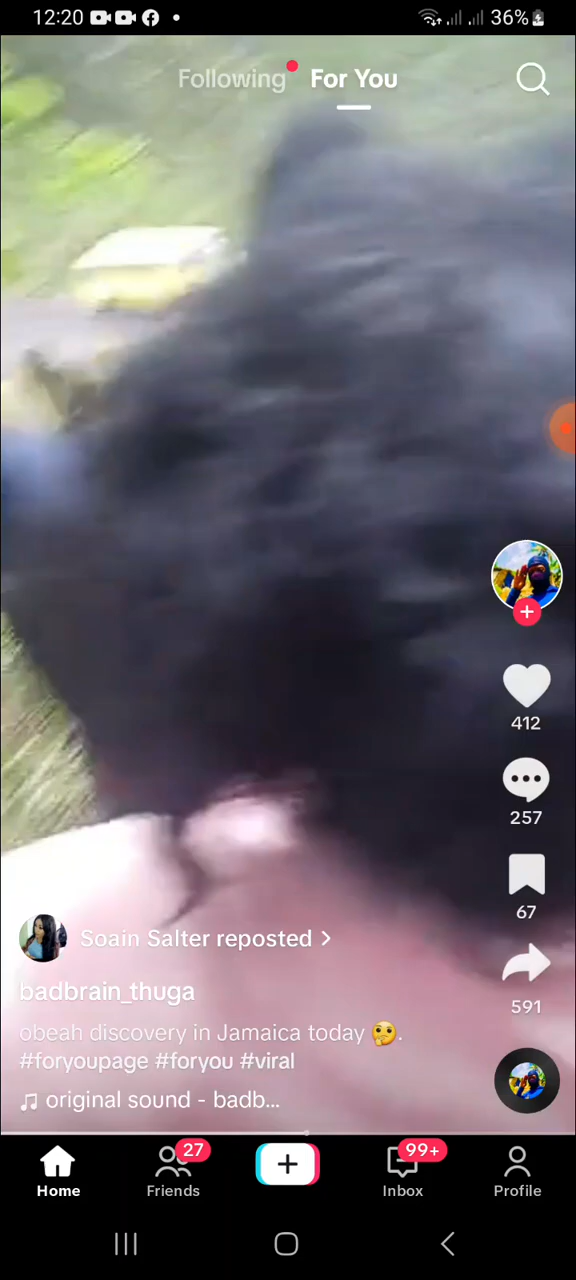 12:20
36%
Following
For You
412
257
67
591
Soain Salter reposted >
badbrain_thuga
obeah discovery in Jamaica today 🤔.
#foryoupage #foryou #viral
original sound - badb...
27
99+
Home
Friends
Inbox
Profile